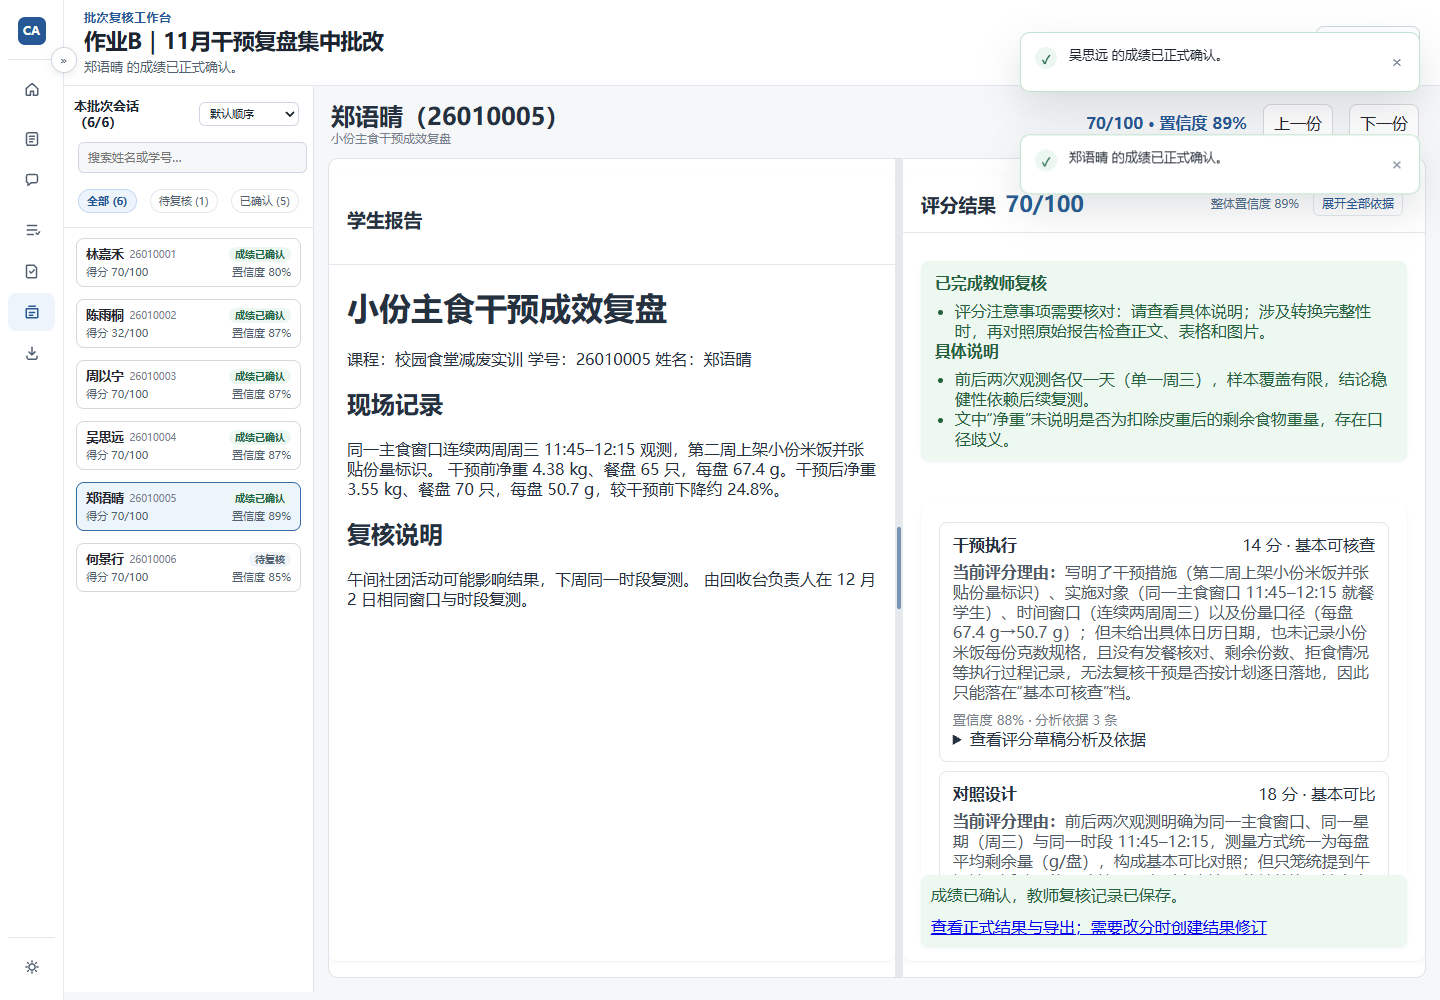 CA
»
批次复核工作台
作业B｜11月干预复盘集中批改
郑语晴 的成绩已正式确认。
吴思远 的成绩已正式确认。
×
郑语晴 的成绩已正式确认。
×
本批次会话
（6/6）
默认顺序
搜索姓名或学号...
全部 (6)
待复核 (1)
已确认 (5)
林嘉禾 26010001 成绩已确认
得分 70/100 置信度 80%
陈雨桐 26010002 成绩已确认
得分 32/100 置信度 87%
周以宁 26010003 成绩已确认
得分 70/100 置信度 87%
吴思远 26010004 成绩已确认
得分 70/100 置信度 87%
郑语晴 26010005 成绩已确认
得分 70/100 置信度 89%
何景行 26010006 待复核
得分 70/100 置信度 85%
郑语晴（26010005）
小份主食干预成效复盘
70/100 • 置信度 89%
上一份
下一份
学生报告
小份主食干预成效复盘
课程：校园食堂减废实训 学号：26010005 姓名：郑语晴
现场记录
同一主食窗口连续两周周三 11:45–12:15 观测，第二周上架小份米饭并张
贴份量标识。 干预前净重 4.38 kg、餐盘 65 只，每盘 67.4 g。干预后净重
3.55 kg、餐盘 70 只，每盘 50.7 g，较干预前下降约 24.8%。
复核说明
午间社团活动可能影响结果，下周同一时段复测。 由回收台负责人在 12 月
2 日相同窗口与时段复测。
评分结果 70/100
整体置信度 89%
展开全部依据
已完成教师复核
• 评分注意事项需要核对：请查看具体说明；涉及转换完整性
时，再对照原始报告检查正文、表格和图片。
具体说明
• 前后两次观测各仅一天（单一周三），样本覆盖有限，结论稳
健性依赖后续复测。
• 文中“净重”未说明是否为扣除皮重后的剩余食物重量，存在口
径歧义。
干预执行 14 分 · 基本可核查
当前评分理由：写明了干预措施（第二周上架小份米饭并张
贴份量标识）、实施对象（同一主食窗口 11:45–12:15 就餐
学生）、时间窗口（连续两周周三）以及份量口径（每盘
67.4 g→50.7 g）；但未给出具体日历日期，也未记录小份
米饭每份克数规格，且没有发餐核对、剩余份数、拒食情况
等执行过程记录，无法复核干预是否按计划逐日落地，因此
只能落在“基本可核查”档。
置信度 88% · 分析依据 3 条
▶ 查看评分草稿分析及依据
对照设计 18 分 · 基本可比
当前评分理由：前后两次观测明确为同一主食窗口、同一星
期（周三）与同一时段 11:45–12:15，测量方式统一为每盘
平均剩余量（g/盘），构成基本可比对照；但只笼统提到午
成绩已确认，教师复核记录已保存。
查看正式结果与导出；需要改分时创建结果修订